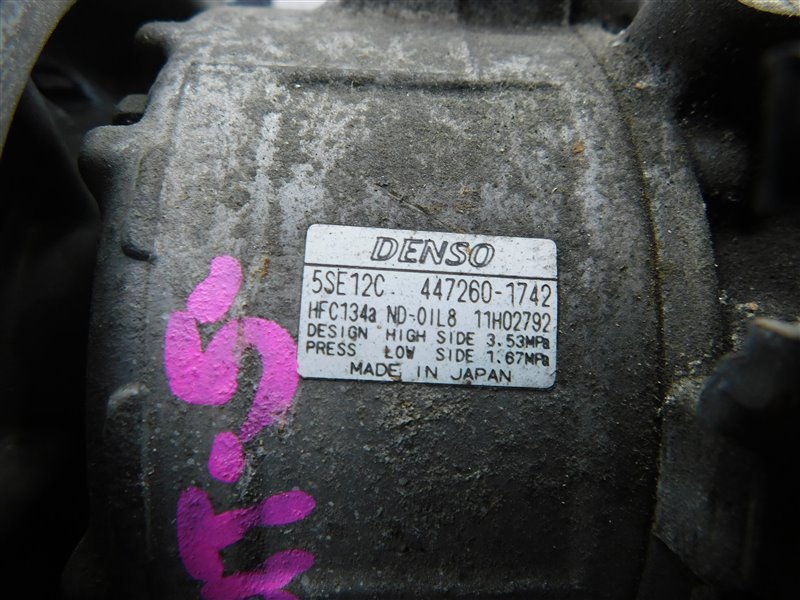 DENSO
5SE12C 447260-1742
HFC134a ND-OIL8 11H02792
DESIGN HIGH SIDE 3.53MPa
PRESS LOW SIDE 1.67MPa
MADE IN JAPAN